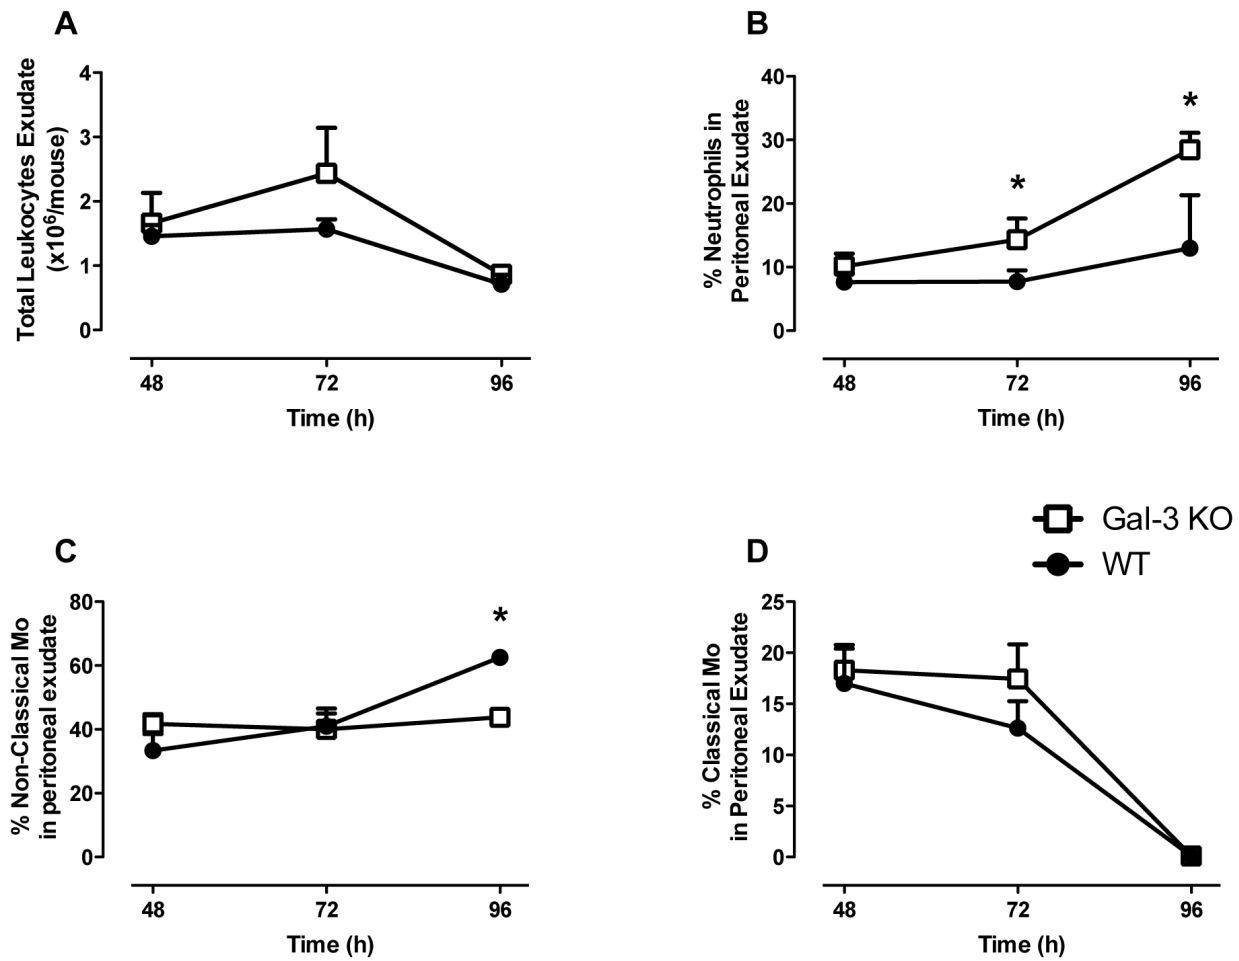 A
Total Leukocytes Exudate
(x10⁶/mouse)
4
3
2
1
0
48 72 96
Time (h)
B
% Neutrophils in
Peritoneal Exudate
40
30
20
10
0
*
*
48 72 96
Time (h)
C
% Non-Classical Mo
in peritoneal exudate
80
60
40
20
0
*
48 72 96
Time (h)
D
Gal-3 KO
WT
% Classical Mo
in Peritoneal Exudate
25
20
15
10
5
0
48 72 96
Time (h)